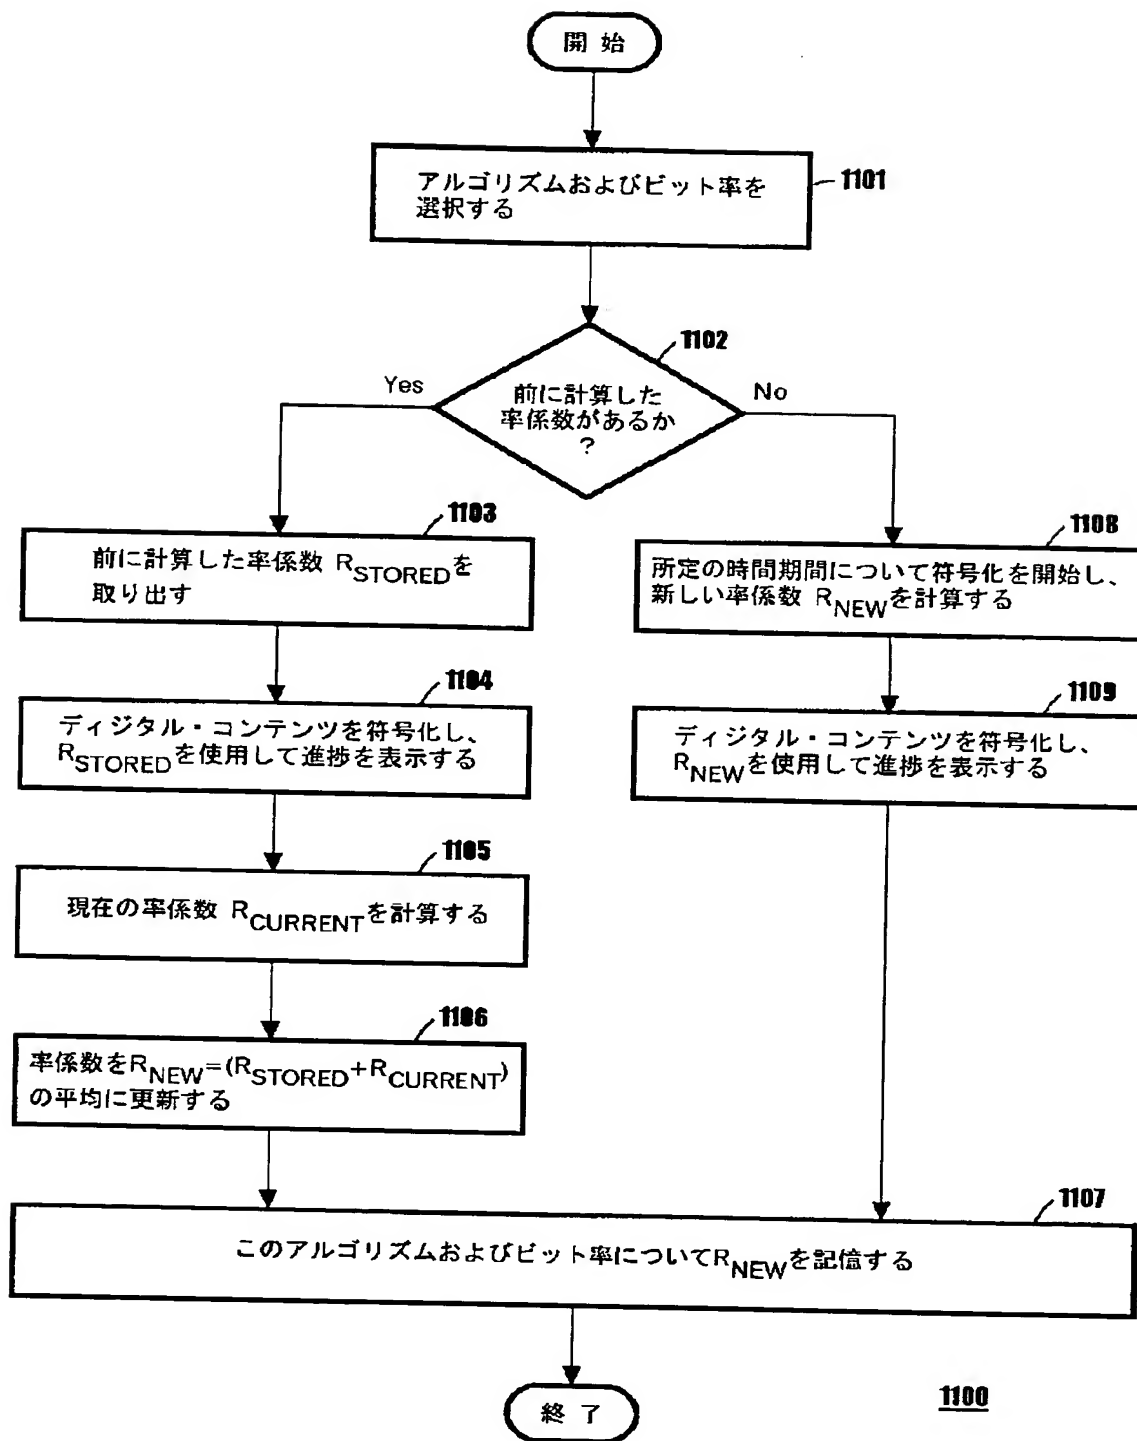 開 始
アルゴリズムおよびビット率を
選択する
1101
1102
Yes
No
前に計算した
率係数があるか
?
1103
前に計算した率係数 RSTOREDを
取り出す
1108
所定の時間期間について符号化を開始し、
新しい率係数 RNEWを計算する
1104
ディジタル・コンテンツを符号化し、
RSTOREDを使用して進捗を表示する
1109
ディジタル・コンテンツを符号化し、
RNEWを使用して進捗を表示する
1105
現在の率係数 RCURRENTを計算する
1106
率係数をRNEW=(RSTORED+RCURRENT)
の平均に更新する
1107
このアルゴリズムおよびビット率についてRNEWを記憶する
終 了
1100